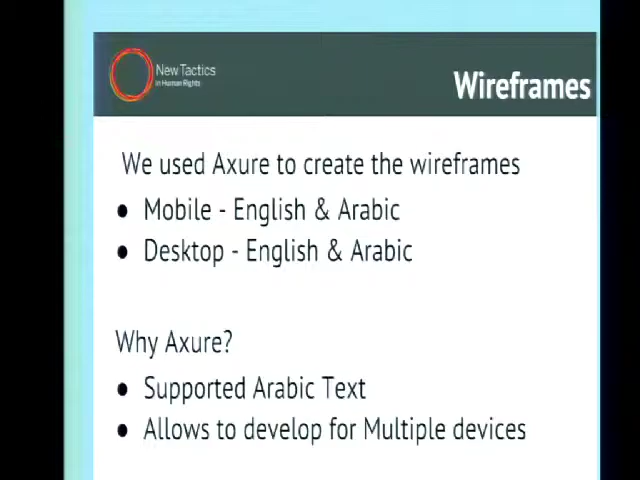 New Tactics
in Human Rights
Wireframes
We used Axure to create the wireframes
● Mobile - English & Arabic
● Desktop - English & Arabic
Why Axure?
● Supported Arabic Text
● Allows to develop for Multiple devices